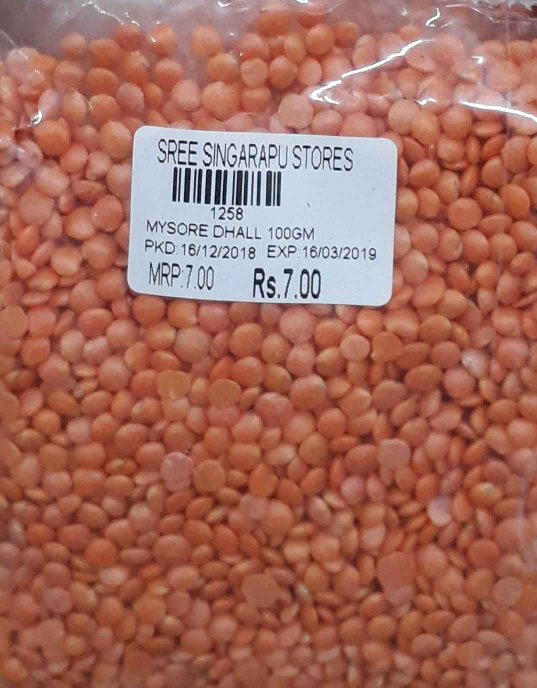 SREE SINGARAPU STORES
1258
MYSORE DHALL 100GM
PKD:16/12/2018 EXP:16/03/2019
MRP:7.00 Rs.7.00